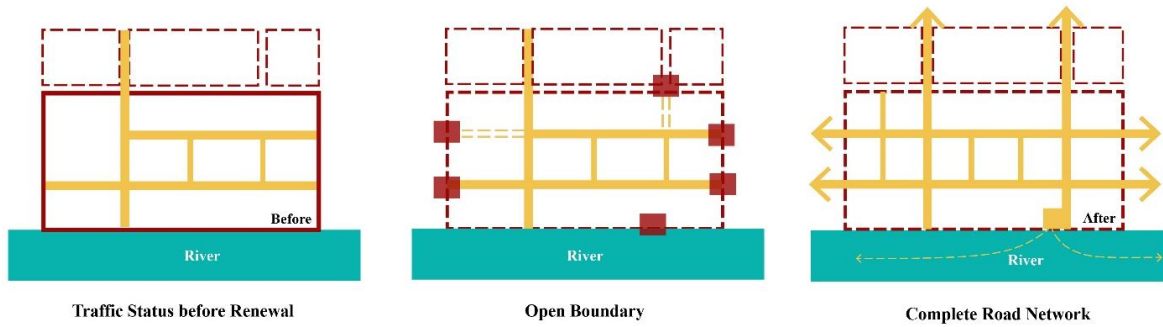 Before
River
Traffic Status before Renewal
River
Open Boundary
After
River
Complete Road Network